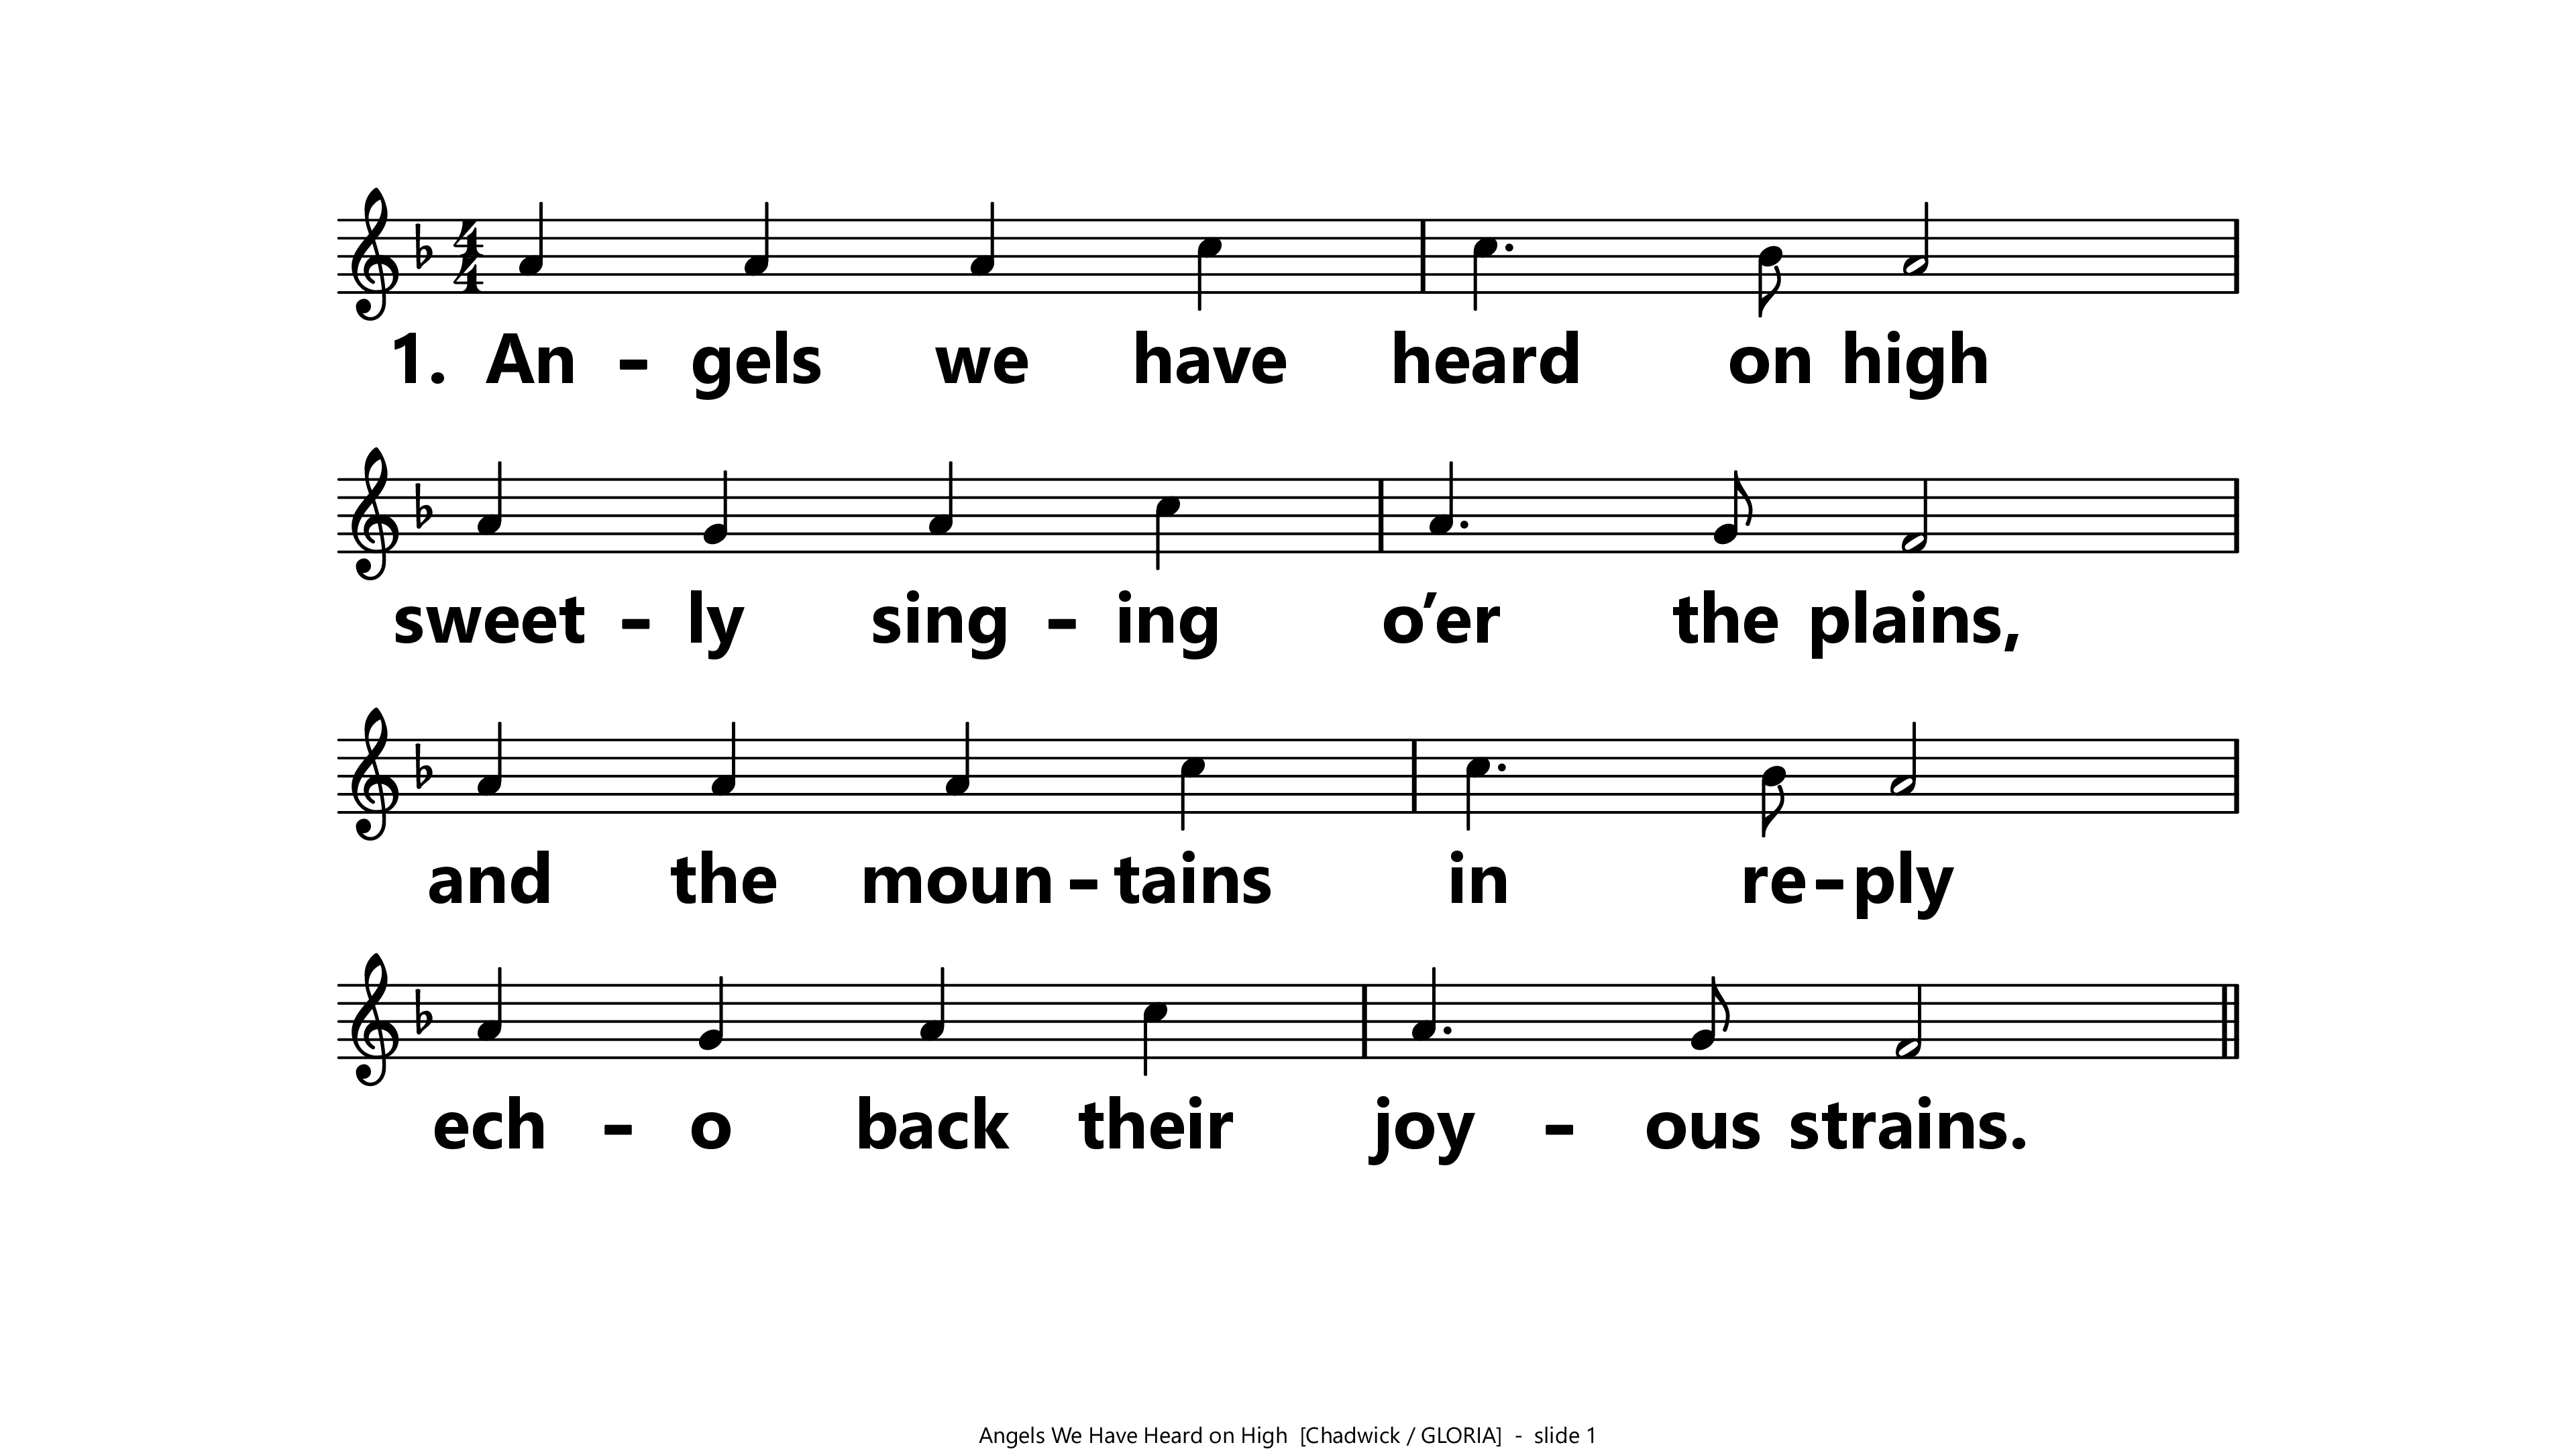 1. An - gels we have heard on high
sweet - ly sing - ing o’er the plains,
and the moun - tains in re - ply
ech - o back their joy - ous strains.
Angels We Have Heard on High [Chadwick / GLORIA] - slide 1